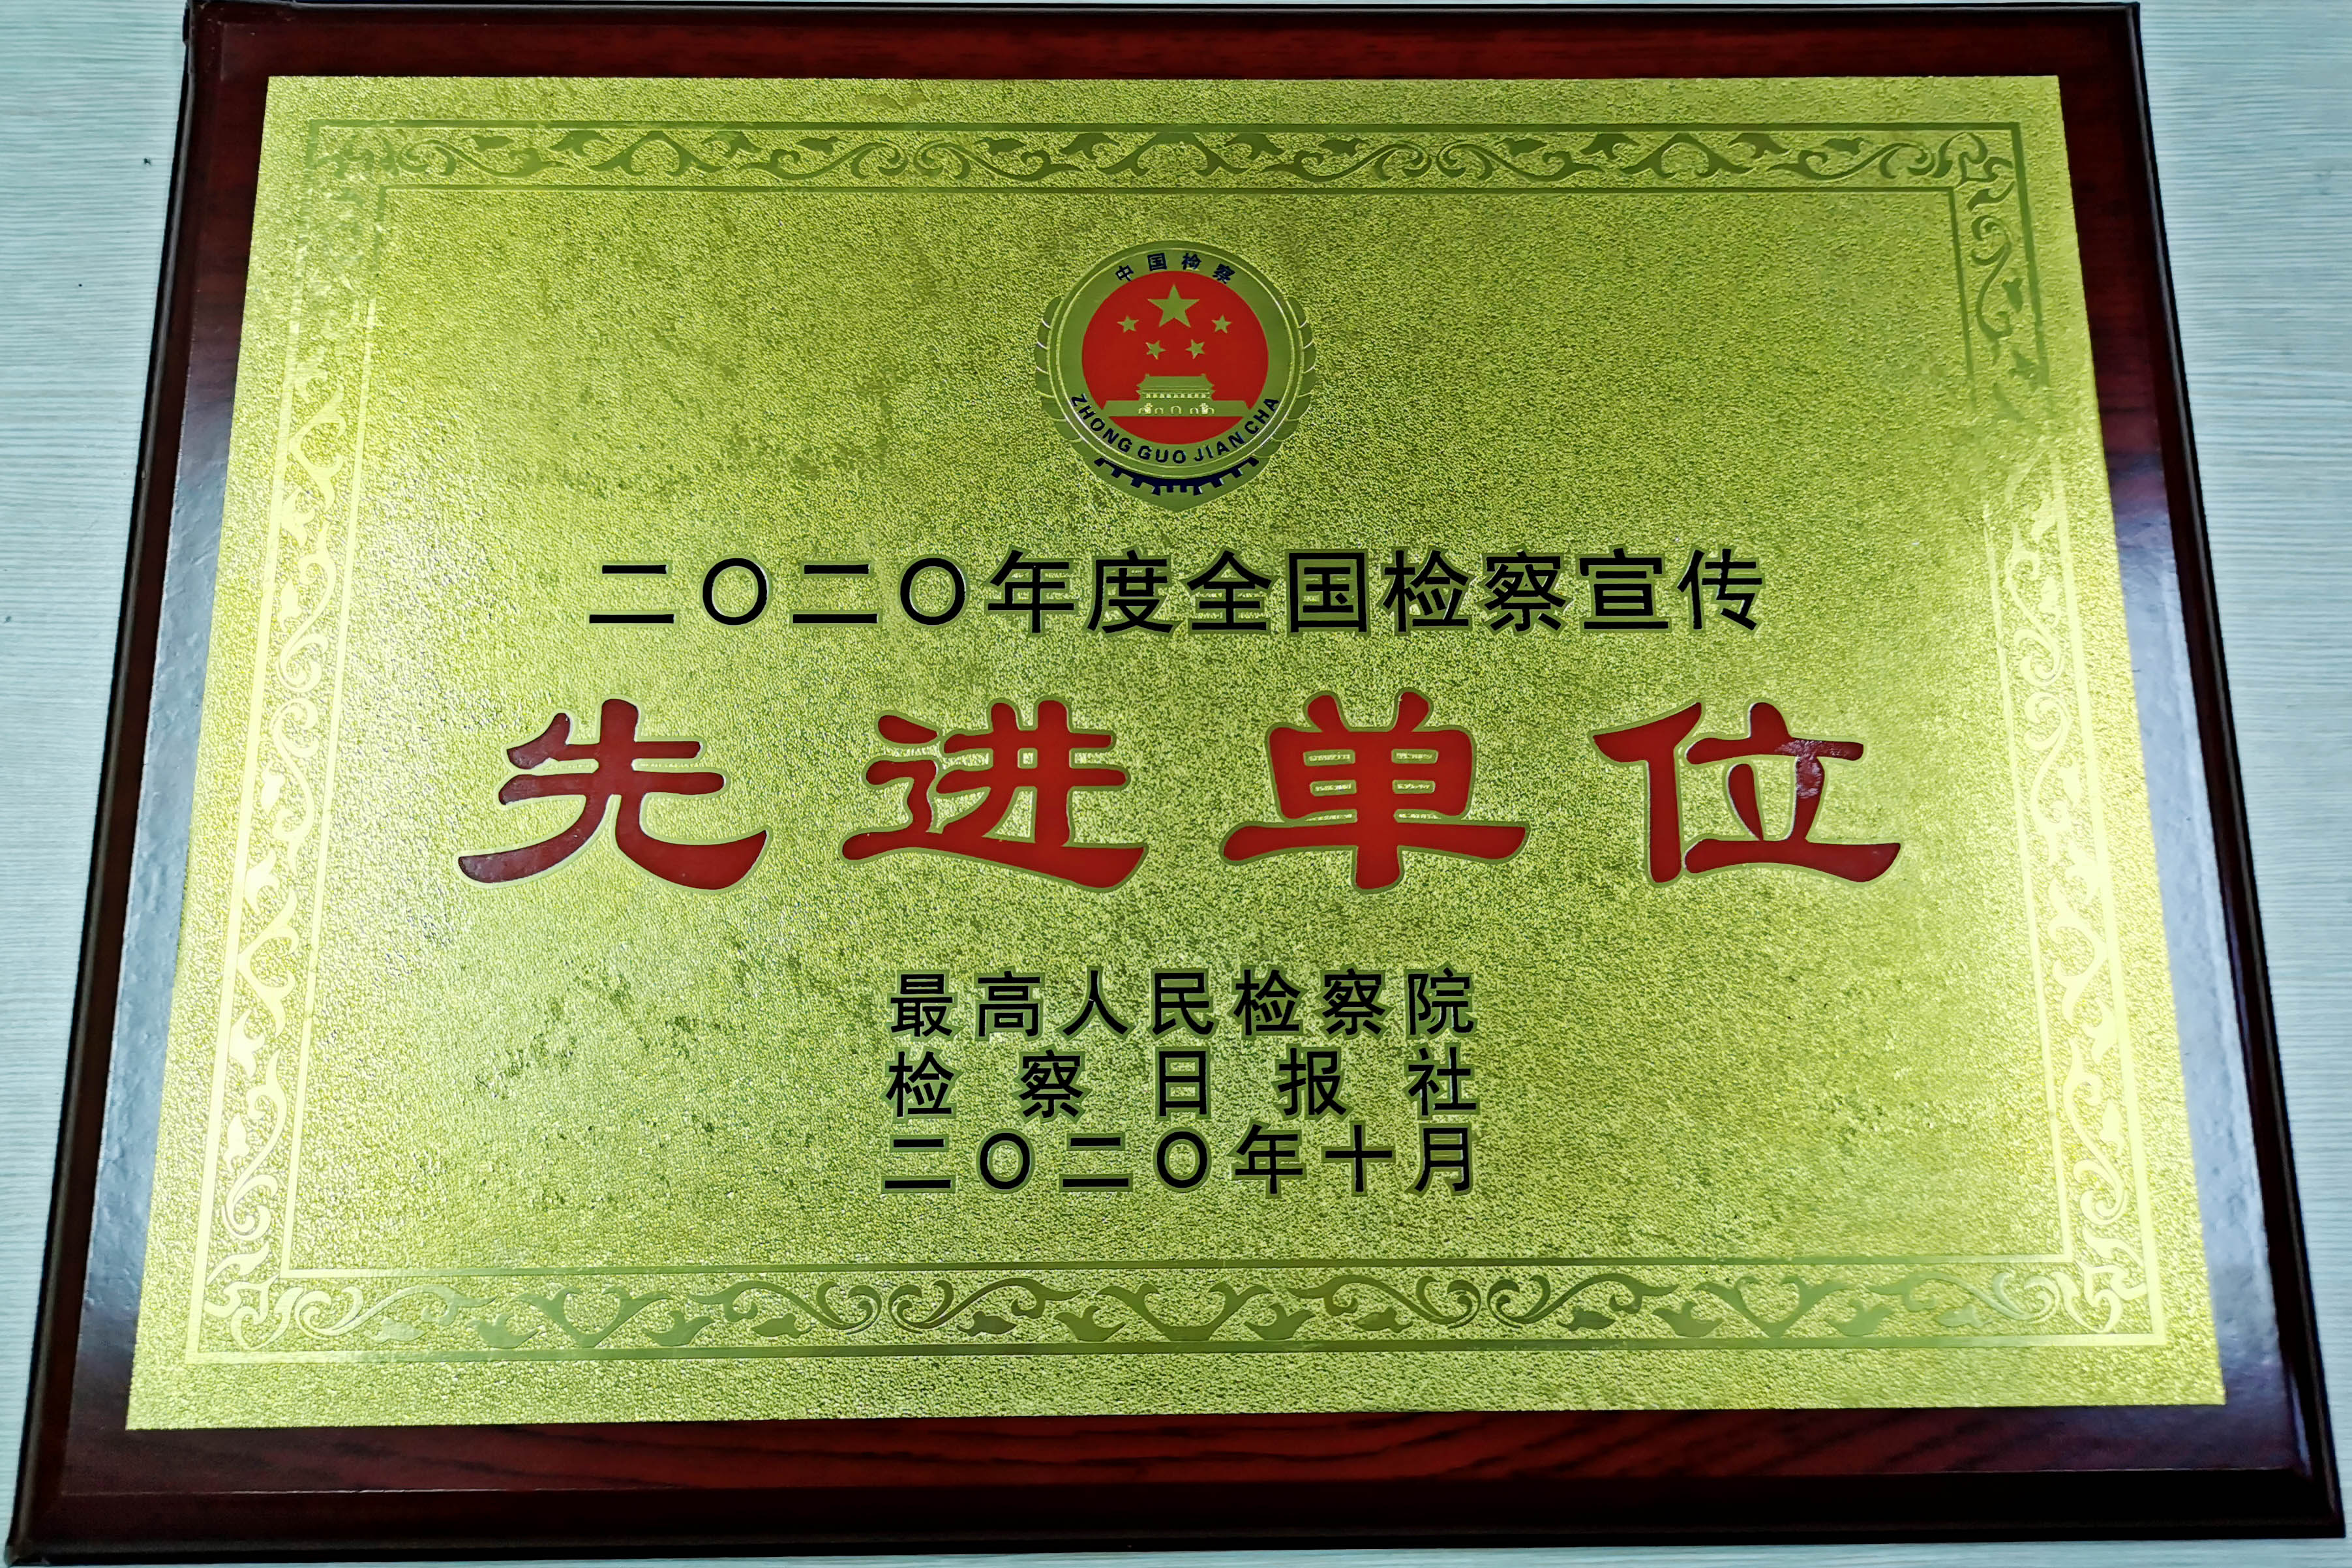 中国检察
ZHONG GUO JIAN CHA
二〇二〇年度全国检察宣传
先进单位
最高人民检察院
检察日报社
二〇二〇年十月